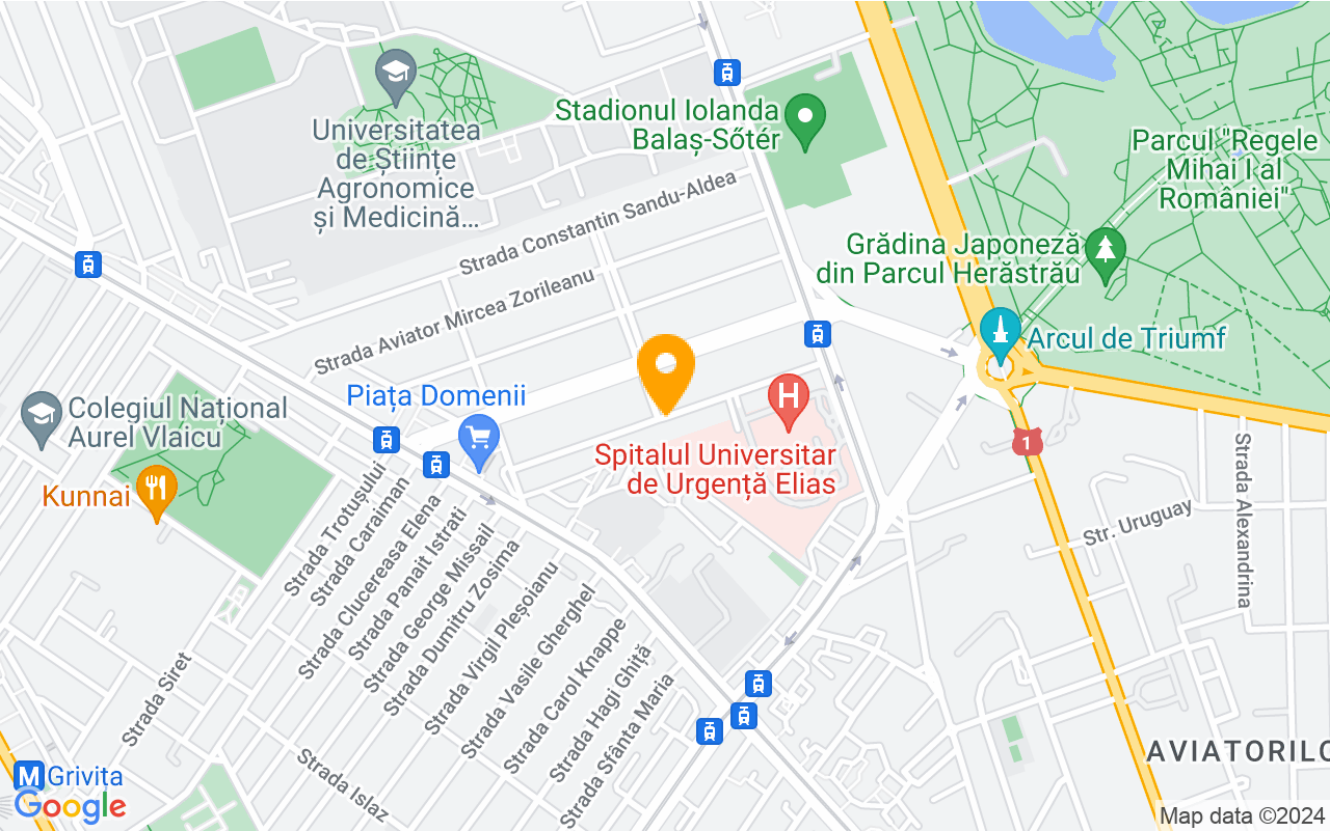 Stadionul Iolanda
Balaș-Sőtér
Universitatea
de Științe
Agronomice
și Medicină...
Parcul "Regele
Mihai I al
României"
Strada Constantin Sandu-Aldea
Grădina Japoneză
din Parcul Herăstrău
Strada Aviator Mircea Zorileanu
Arcul de Triumf
Piața Domenii
H
Colegiul Național
Aurel Vlaicu
1
Spitalul Universitar
de Urgență Elias
Kunnai
Strada Alexandrina
Str. Uruguay
Strada Trotușului
Strada Caraiman
Strada Clucereasa Elena
Strada Panait Istrati
Strada George Missail
Strada Dumitru Zosima
Strada Virgil Pleșoianu
Strada Vasile Gherghel
Strada Carol Knappe
Strada Hagi Ghiță
Strada Sfânta Maria
Strada Siret
Strada Islaz
AVIATORILO
M Grivita
Google
Map data ©2024